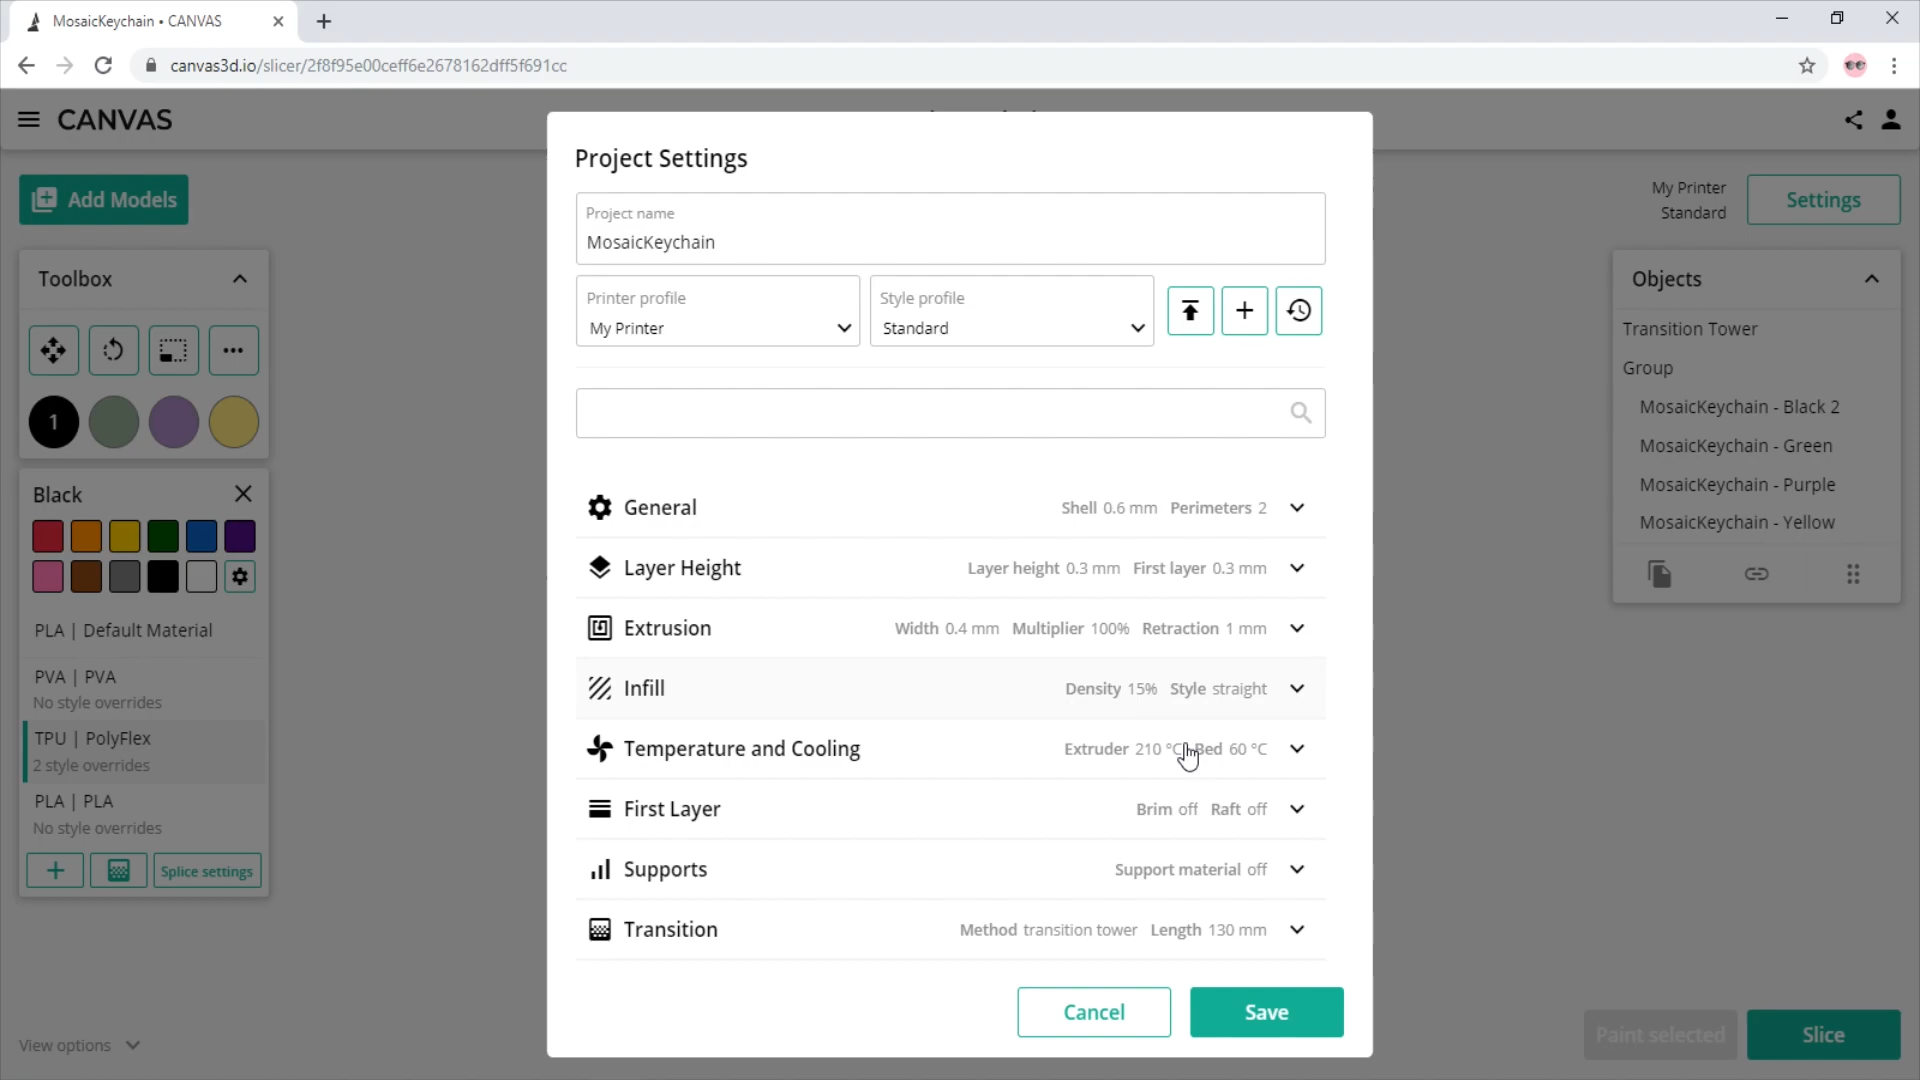 MosaicKeychain • CANVAS
canvas3d.io/slicer/2f8f95e00ceff6e2678162dff5f691cc
CANVAS
Add Models
My Printer
Standard
Settings
Toolbox
1
Black
PLA | Default Material
PVA | PVA
No style overrides
TPU | PolyFlex
2 style overrides
PLA | PLA
No style overrides
Splice settings
View options
Project Settings
Project name
MosaicKeychain
Printer profile
My Printer
Style profile
Standard
General Shell 0.6 mm Perimeters 2
Layer Height Layer height 0.3 mm First layer 0.3 mm
Extrusion Width 0.4 mm Multiplier 100% Retraction 1 mm
Infill Density 15% Style straight
Temperature and Cooling Extruder 210 °C Bed 60 °C
First Layer Brim off Raft off
Supports Support material off
Transition Method transition tower Length 130 mm
Cancel
Save
Objects
Transition Tower
Group
MosaicKeychain - Black 2
MosaicKeychain - Green
MosaicKeychain - Purple
MosaicKeychain - Yellow
Paint selected
Slice